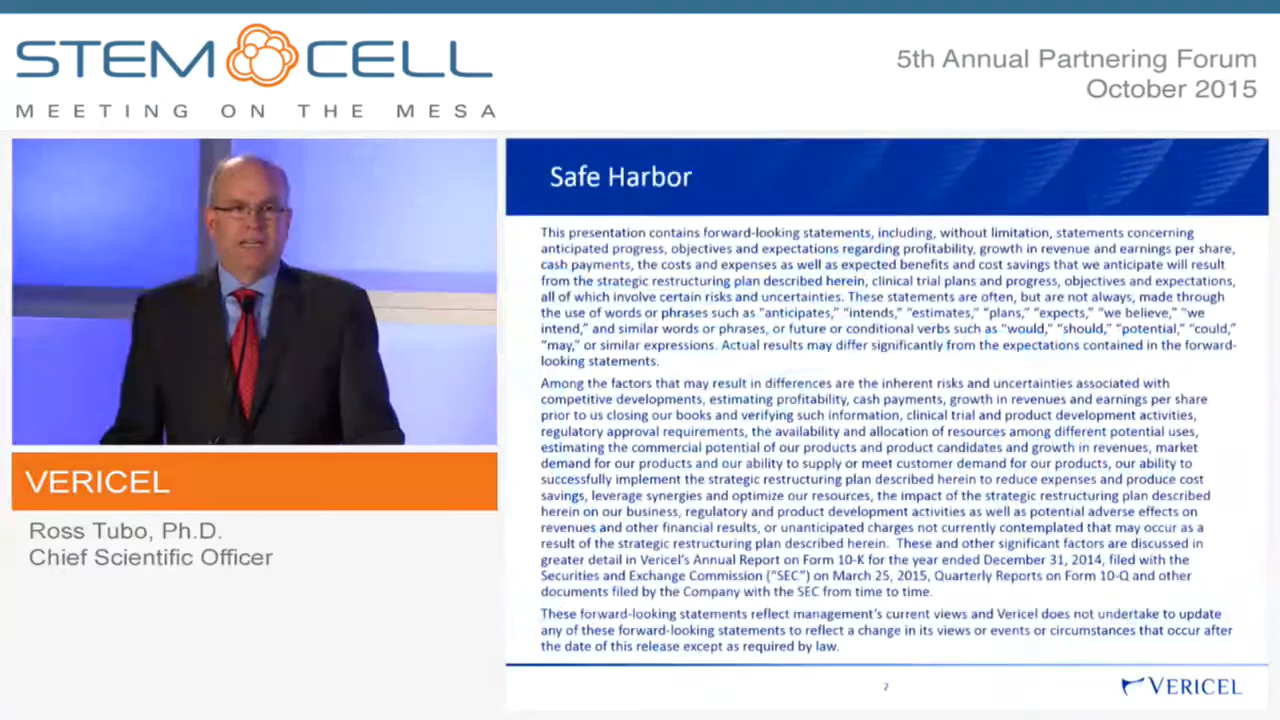 STEM CELL
MEETING ON THE MESA
5th Annual Partnering Forum
October 2015
VERICEL
Ross Tubo, Ph.D.
Chief Scientific Officer
Safe Harbor
This presentation contains forward-looking statements, including, without limitation, statements concerning
anticipated progress, objectives and expectations regarding profitability, growth in revenue and earnings per share,
cash payments, the costs and expenses as well as expected benefits and cost savings that we anticipate will result
from the strategic restructuring plan described herein, clinical trial plans and progress, objectives and expectations,
all of which involve certain risks and uncertainties. These statements are often, but are not always, made through
the use of words or phrases such as “anticipates,” “intends,” “estimates,” “plans,” “expects,” “we believe,” “we
intend,” and similar words or phrases, or future or conditional verbs such as “would,” “should,” “potential,” “could,”
“may,” or similar expressions. Actual results may differ significantly from the expectations contained in the forward-
looking statements.
Among the factors that may result in differences are the inherent risks and uncertainties associated with
competitive developments, estimating profitability, cash payments, growth in revenues and earnings per share
prior to us closing our books and verifying such information, clinical trial and product development activities,
regulatory approval requirements, the availability and allocation of resources among different potential uses,
estimating the commercial potential of our products and product candidates and growth in revenues, market
demand for our products and our ability to supply or meet customer demand for our products, our ability to
successfully implement the strategic restructuring plan described herein to reduce expenses and produce cost
savings, leverage synergies and optimize our resources, the impact of the strategic restructuring plan described
herein on our business, regulatory and product development activities as well as potential adverse effects on
revenues and other financial results, or unanticipated charges not currently contemplated that may occur as a
result of the strategic restructuring plan described herein. These and other significant factors are discussed in
greater detail in Vericel’s Annual Report on Form 10-K for the year ended December 31, 2014, filed with the
Securities and Exchange Commission (“SEC”) on March 25, 2015, Quarterly Reports on Form 10-Q and other
documents filed by the Company with the SEC from time to time.
These forward-looking statements reflect management’s current views and Vericel does not undertake to update
any of these forward-looking statements to reflect a change in its views or events or circumstances that occur after
the date of this release except as required by law.
2
VERICEL